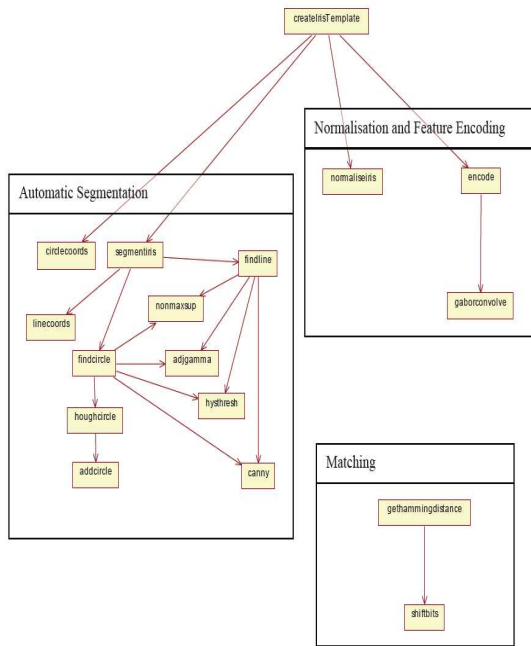 createIrisTemplate
Normalisation and Feature Encoding
normaliseiris
encode
gaborconvolve
Automatic Segmentation
circlecoords
segmentiris
findline
linecoords
nonmaxsup
findcircle
adjgamma
houghcircle
hysthresh
addcircle
canny
Matching
gethammingdistance
shiftbits